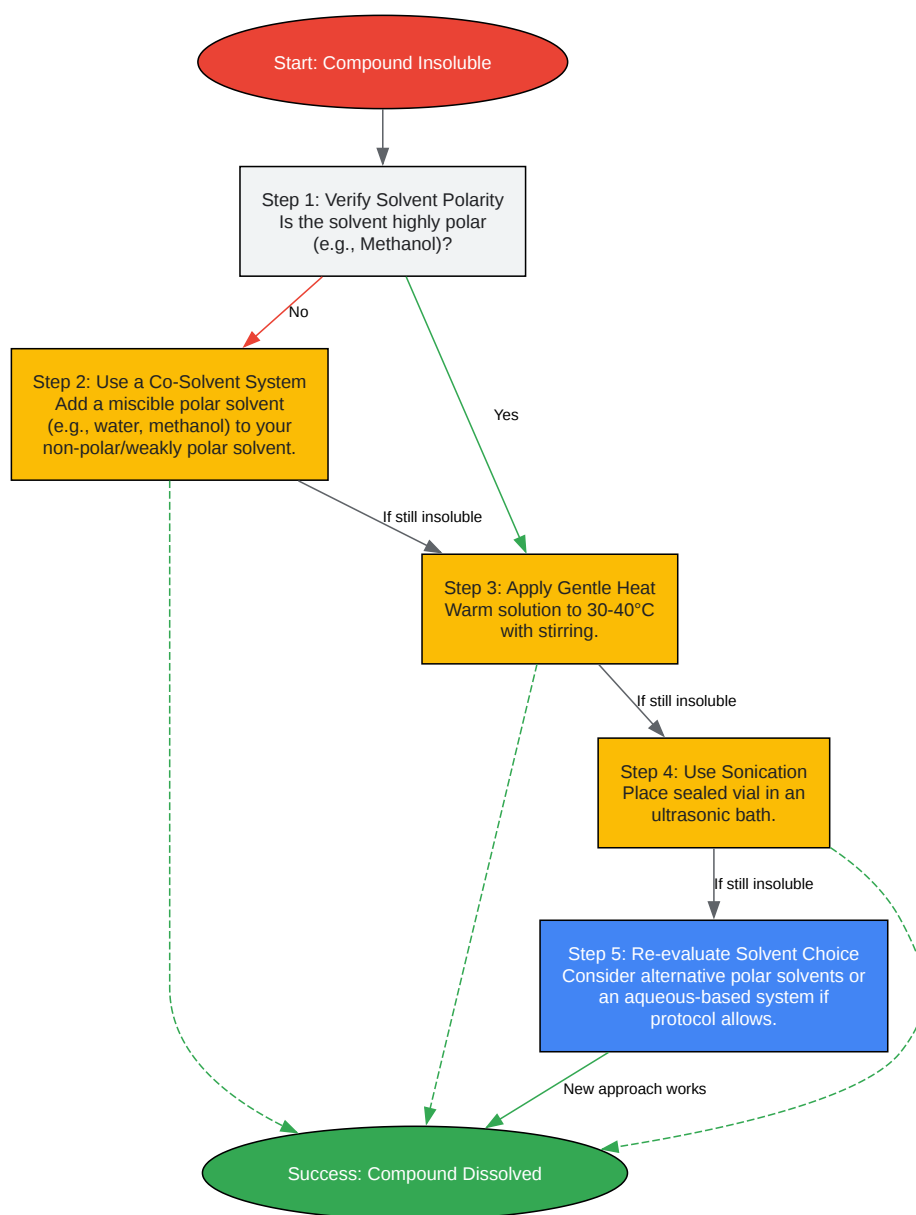 Start: Compound Insoluble
Step 1: Verify Solvent Polarity
Is the solvent highly polar
(e.g., Methanol)?
No
Step 2: Use a Co-Solvent System
Add a miscible polar solvent
(e.g., water, methanol) to your
non-polar/weakly polar solvent.
Yes
If still insoluble
Step 3: Apply Gentle Heat
Warm solution to 30-40°C
with stirring.
If still insoluble
Step 4: Use Sonication
Place sealed vial in an
ultrasonic bath.
If still insoluble
Step 5: Re-evaluate Solvent Choice
Consider alternative polar solvents or
an aqueous-based system if
protocol allows.
New approach works
Success: Compound Dissolved